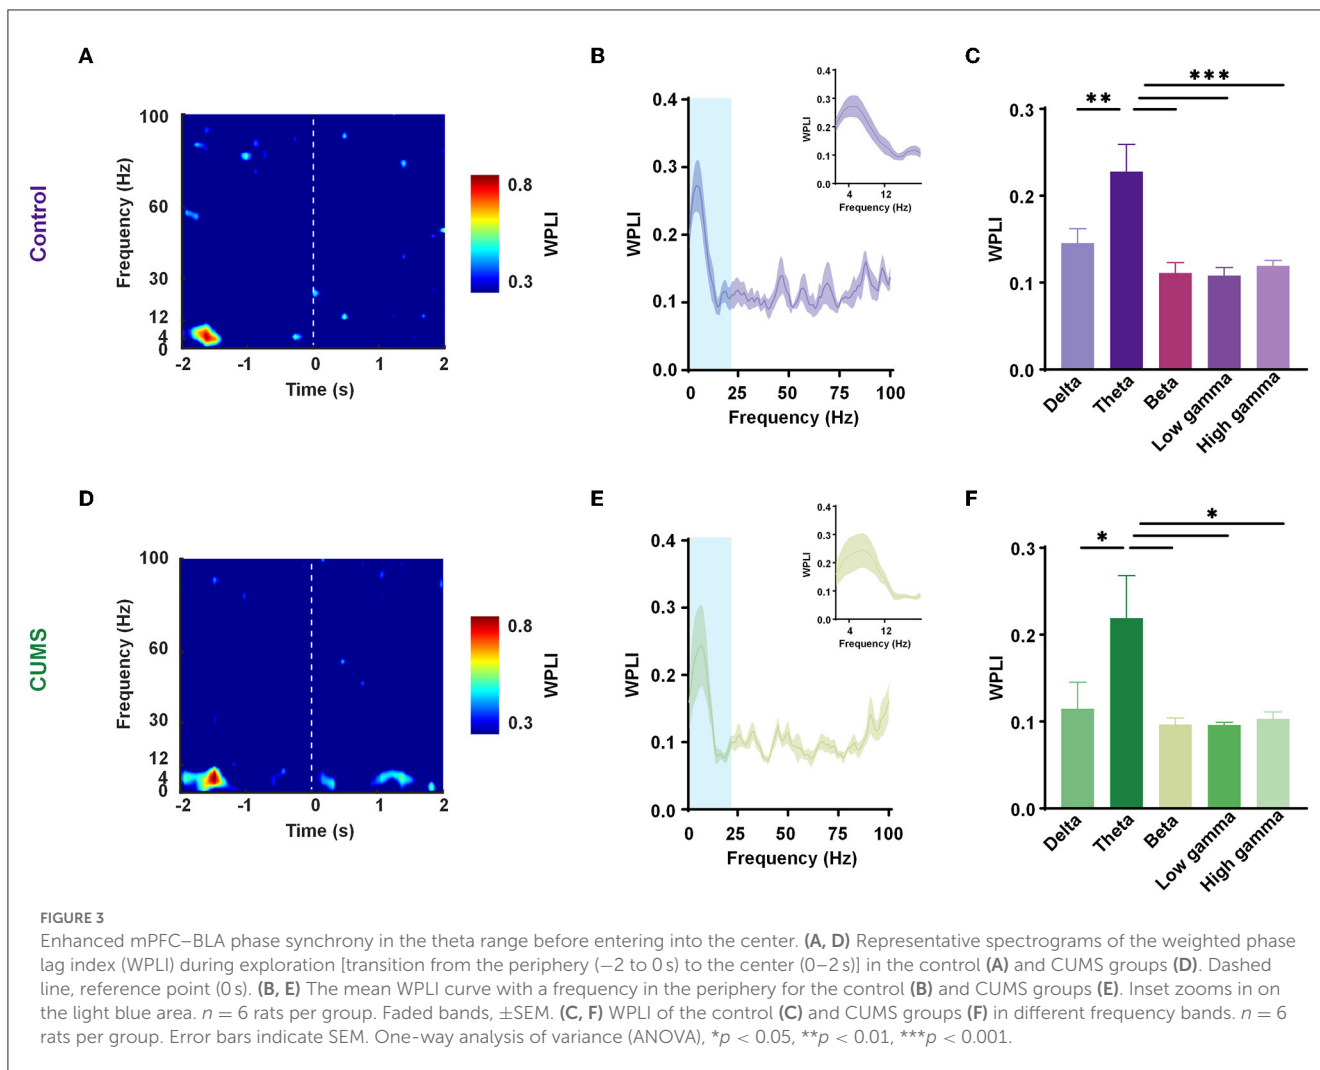 A
Control
Frequency (Hz)
100
60
30
12
4
0
-2
-1
0
1
2
Time (s)
0.8
0.3
WPLI
B
WPLI
0.4
0.3
0.2
0.1
0.0
0
25
50
75
100
Frequency (Hz)
WPLI
0.4
0.3
0.2
0.1
0.0
4
12
Frequency (Hz)
C
WPLI
0.3
0.2
0.1
0.0
**
***
Delta
Theta
Beta
Low gamma
High gamma
D
CUMS
Frequency (Hz)
100
60
30
12
4
0
-2
-1
0
1
2
Time (s)
0.8
0.3
WPLI
E
WPLI
0.4
0.3
0.2
0.1
0.0
0
25
50
75
100
Frequency (Hz)
WPLI
0.4
0.3
0.2
0.1
0.0
4
12
Frequency (Hz)
F
WPLI
0.3
0.2
0.1
0.0
*
*
Delta
Theta
Beta
Low gamma
High gamma
FIGURE 3
Enhanced mPFC–BLA phase synchrony in the theta range before entering into the center. (A, D) Representative spectrograms of the weighted phase
lag index (WPLI) during exploration [transition from the periphery (−2 to 0 s) to the center (0–2 s)] in the control (A) and CUMS groups (D). Dashed
line, reference point (0 s). (B, E) The mean WPLI curve with a frequency in the periphery for the control (B) and CUMS groups (E). Inset zooms in on
the light blue area. n = 6 rats per group. Faded bands, ±SEM. (C, F) WPLI of the control (C) and CUMS groups (F) in different frequency bands. n = 6
rats per group. Error bars indicate SEM. One-way analysis of variance (ANOVA), *p < 0.05, **p < 0.01, ***p < 0.001.